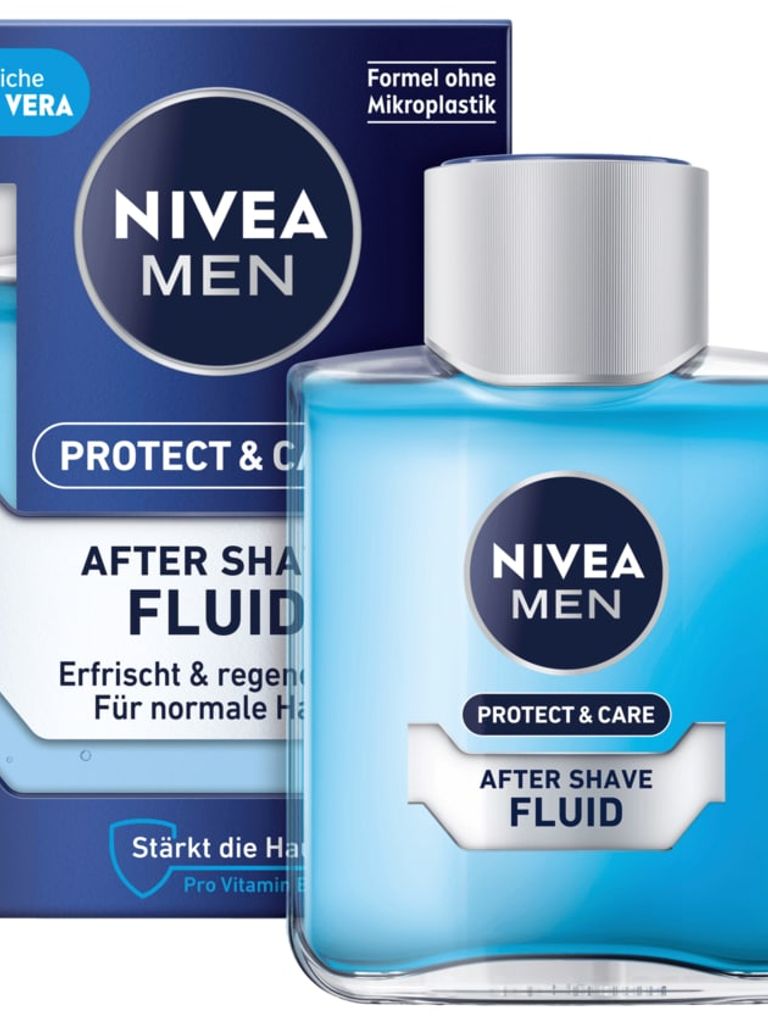 iche
VERA
Formel ohne
Mikroplastik
NIVEA
MEN
PROTECT & CA
AFTER SHA
FLUID
Erfrischt & regene
Für normale Ha
Stärkt die Hau
Pro Vitamin B
NIVEA
MEN
PROTECT & CARE
AFTER SHAVE
FLUID